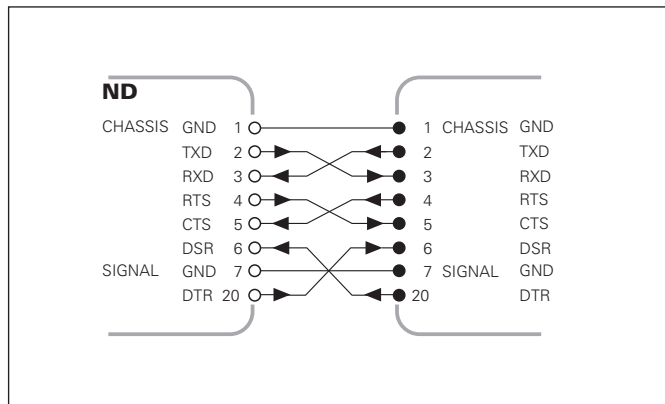 ND
CHASSIS GND 1 1 CHASSIS GND
TXD 2 2 TXD
RXD 3 3 RXD
RTS 4 4 RTS
CTS 5 5 CTS
DSR 6 6 DSR
SIGNAL GND 7 7 SIGNAL GND
DTR 20 20 DTR